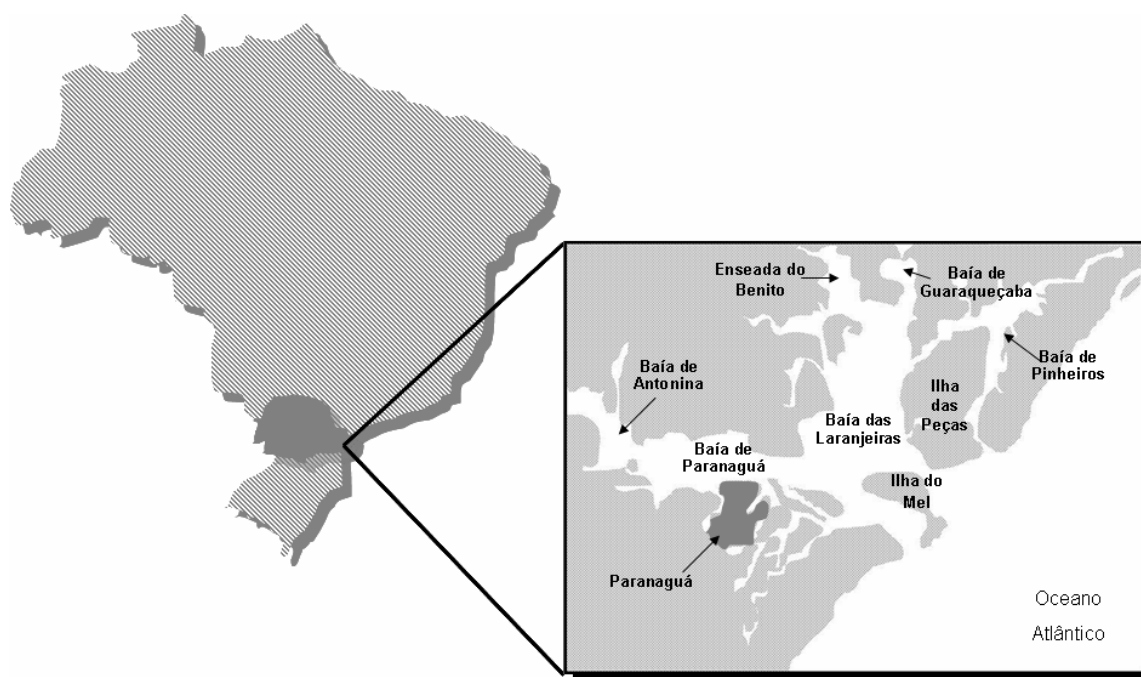 Enseada do
Benito
Baía de
Guaraqueçaba
Baía de
Antonina
Baía de
Pinheiros
Ilha
das
Peças
Baía das
Laranjeiras
Baía de
Paranaguá
Ilha do
Mel
Paranaguá
Oceano
Atlântico